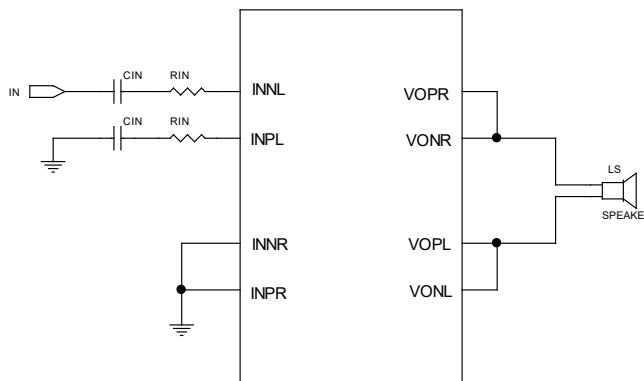 CIN RIN
IN INNL VOPR
CIN RIN
INPL VONR
LS
SPEAKE
INNR VOPL
INPR VONL